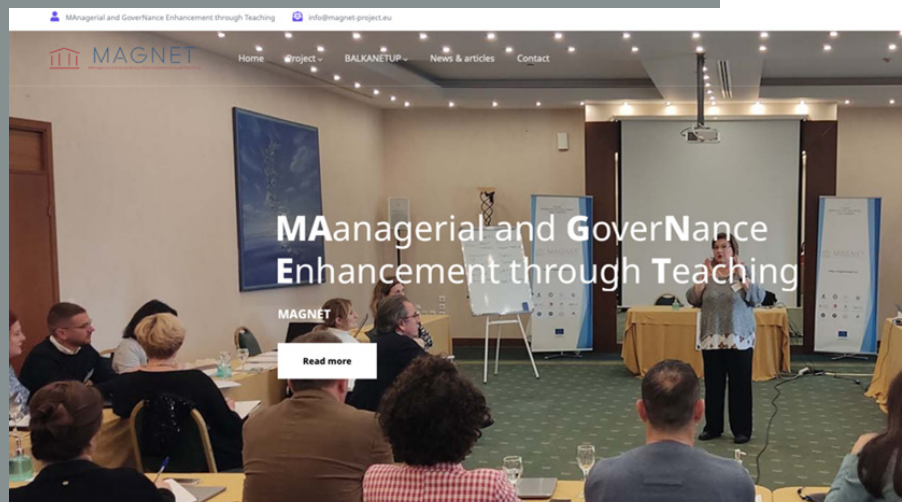 MAnagerial and GoverNance Enhancement through Teaching
info@magnet-project.eu
MAGNET
Home Project BALKANETUP News & articles Contact
MAanagerial and GoverNance
Enhancement through Teaching
MAGNET
Read more
MAGNET